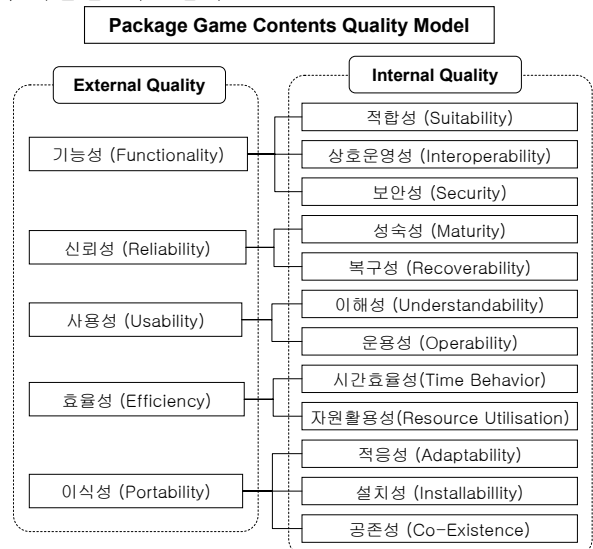 Package Game Contents Quality Model
External Quality
Internal Quality
기능성 (Functionality)
적합성 (Suitability)
상호운영성 (Interoperability)
보안성 (Security)
신뢰성 (Reliability)
성숙성 (Maturity)
복구성 (Recoverability)
사용성 (Usability)
이해성 (Understandability)
운용성 (Operability)
효율성 (Efficiency)
시간효율성(Time Behavior)
자원활용성(Resource Utilisation)
이식성 (Portability)
적응성 (Adaptability)
설치성 (Installabillity)
공존성 (Co-Existence)